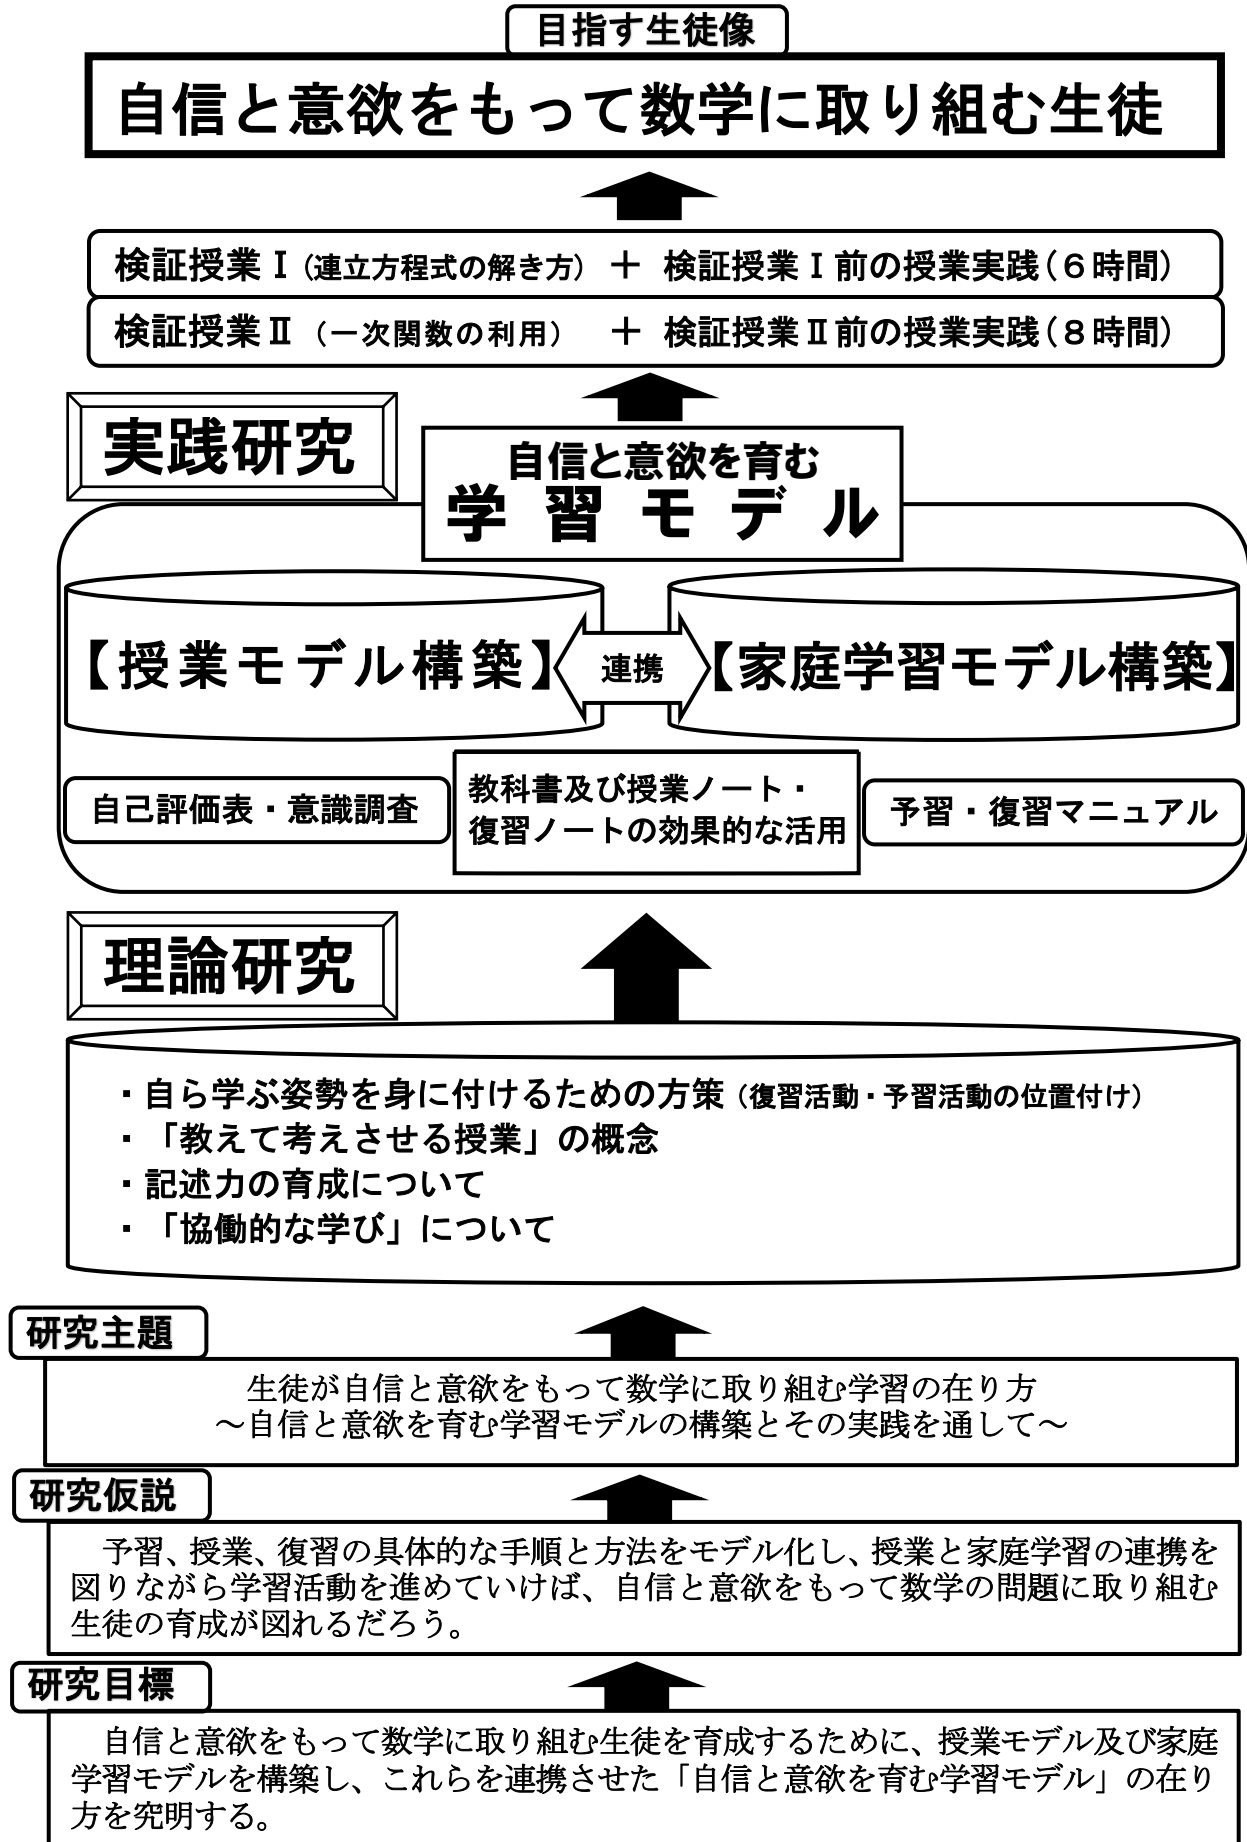 目指す生徒像
自信と意欲をもって数学に取り組む生徒
検証授業Ⅰ(連立方程式の解き方) ＋ 検証授業Ⅰ前の授業実践(６時間)
検証授業Ⅱ(一次関数の利用) ＋ 検証授業Ⅱ前の授業実践(８時間)
実践研究
自信と意欲を育む
学習モデル
【授業モデル構築】 連携 【家庭学習モデル構築】
自己評価表・意識調査
教科書及び授業ノート・
復習ノートの効果的な活用
予習・復習マニュアル
理論研究
・自ら学ぶ姿勢を身に付けるための方策(復習活動・予習活動の位置付け)
・「教えて考えさせる授業」の概念
・記述力の育成について
・「協働的な学び」について
研究主題
生徒が自信と意欲をもって数学に取り組む学習の在り方
～自信と意欲を育む学習モデルの構築とその実践を通して～
研究仮説
予習、授業、復習の具体的な手順と方法をモデル化し、授業と家庭学習の連携を
図りながら学習活動を進めていけば、自信と意欲をもって数学の問題に取り組む
生徒の育成が図れるだろう。
研究目標
自信と意欲をもって数学に取り組む生徒を育成するために、授業モデル及び家庭
学習モデルを構築し、これらを連携させた「自信と意欲を育む学習モデル」の在り
方を究明する。